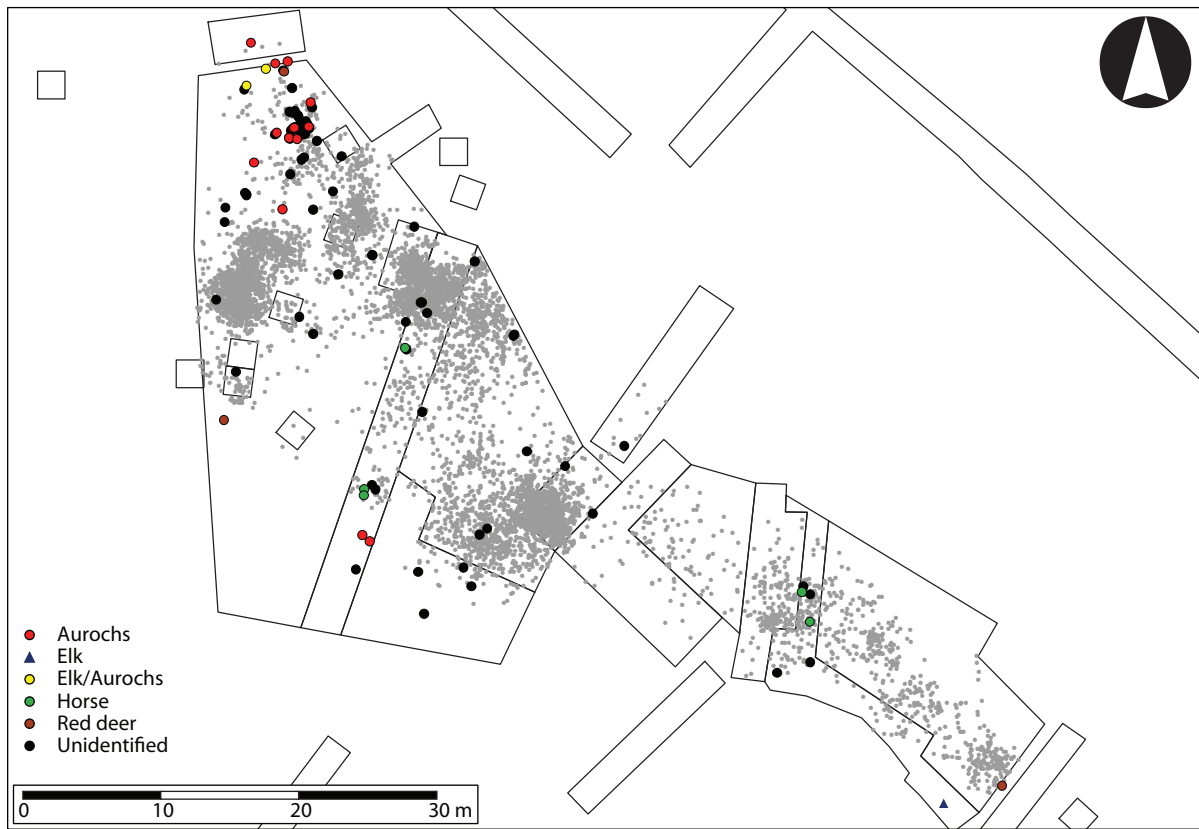 Aurochs
Elk
Elk/Aurochs
Horse
Red deer
Unidentified
0 10 20 30 m